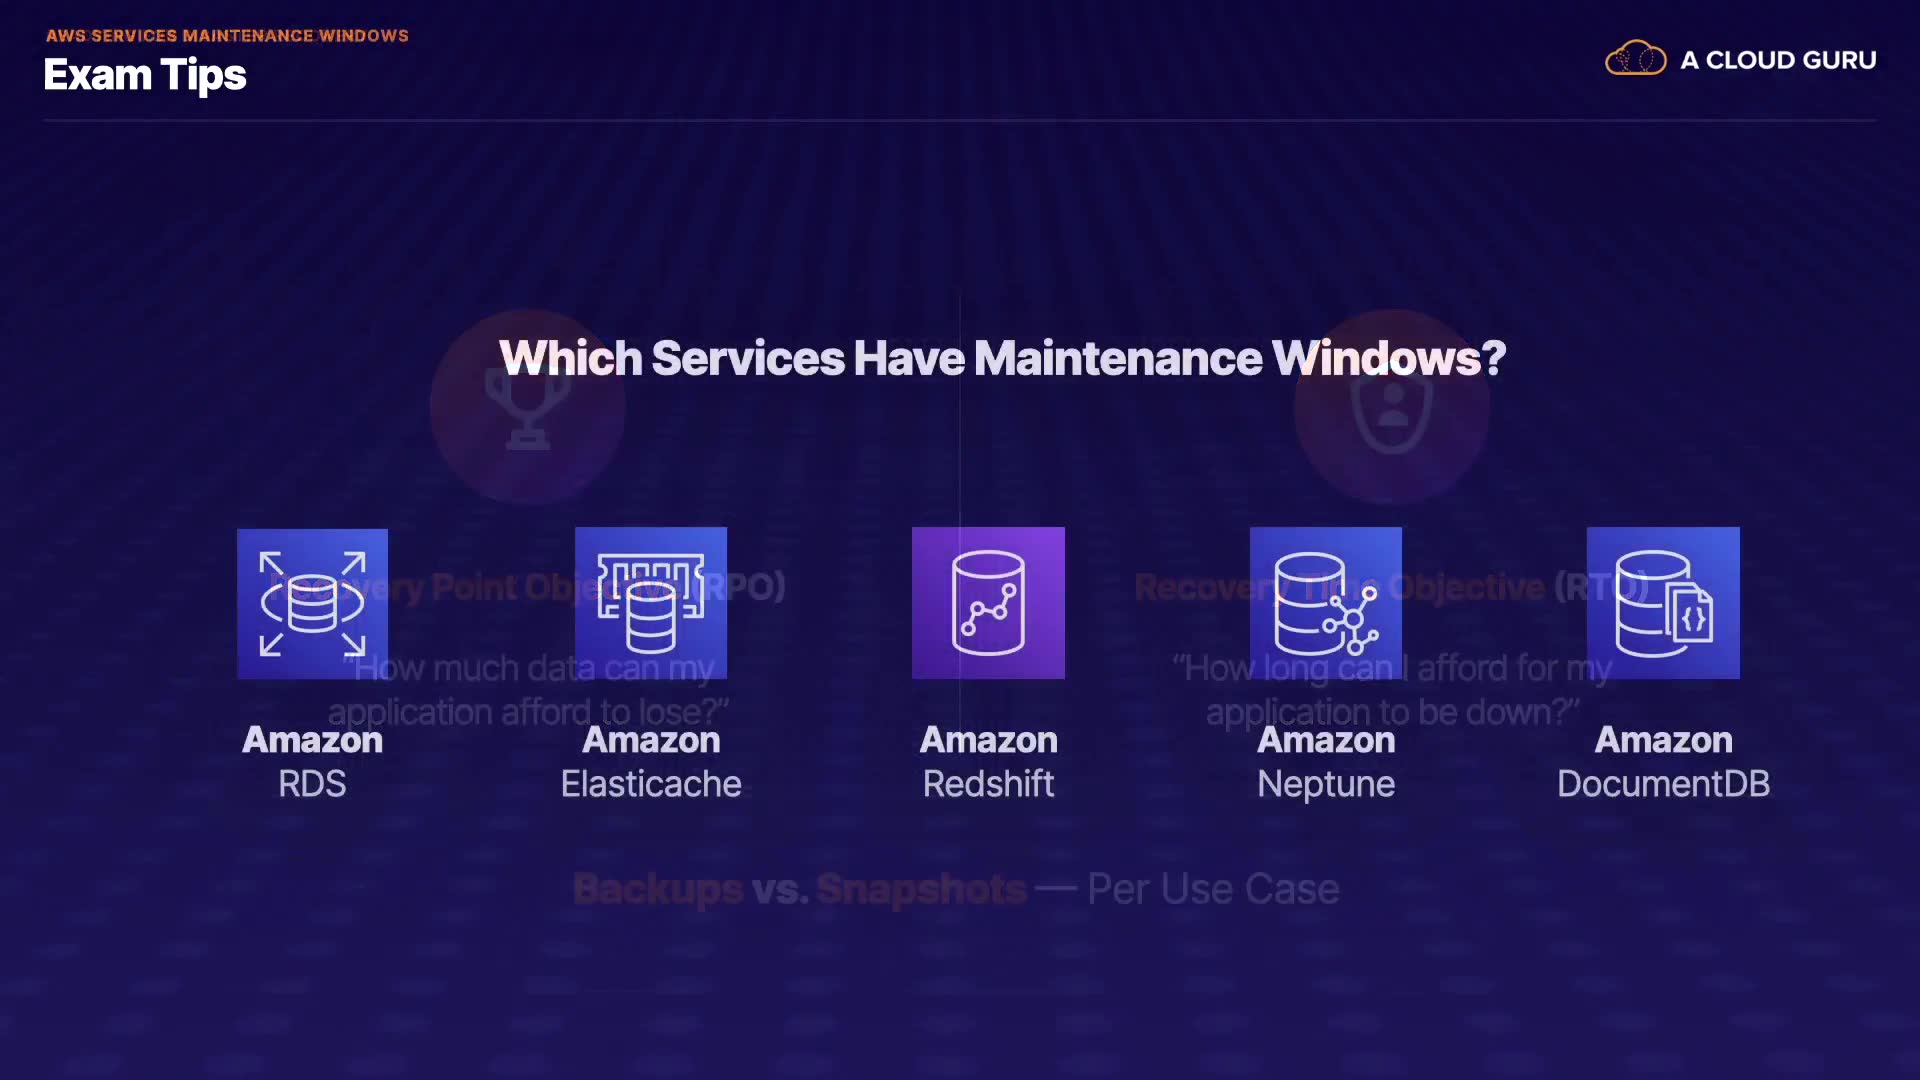 AWS SERVICES MAINTENANCE WINDOWS
Exam Tips
A CLOUD GURU
Which Services Have Maintenance Windows?
Recovery Point Objective (RPO)
Recovery Time Objective (RTO)
“How much data can my
application afford to lose?”
“How long can I afford for my
application to be down?”
Amazon
RDS
Amazon
Elasticache
Amazon
Redshift
Amazon
Neptune
Amazon
DocumentDB
Backups vs. Snapshots — Per Use Case